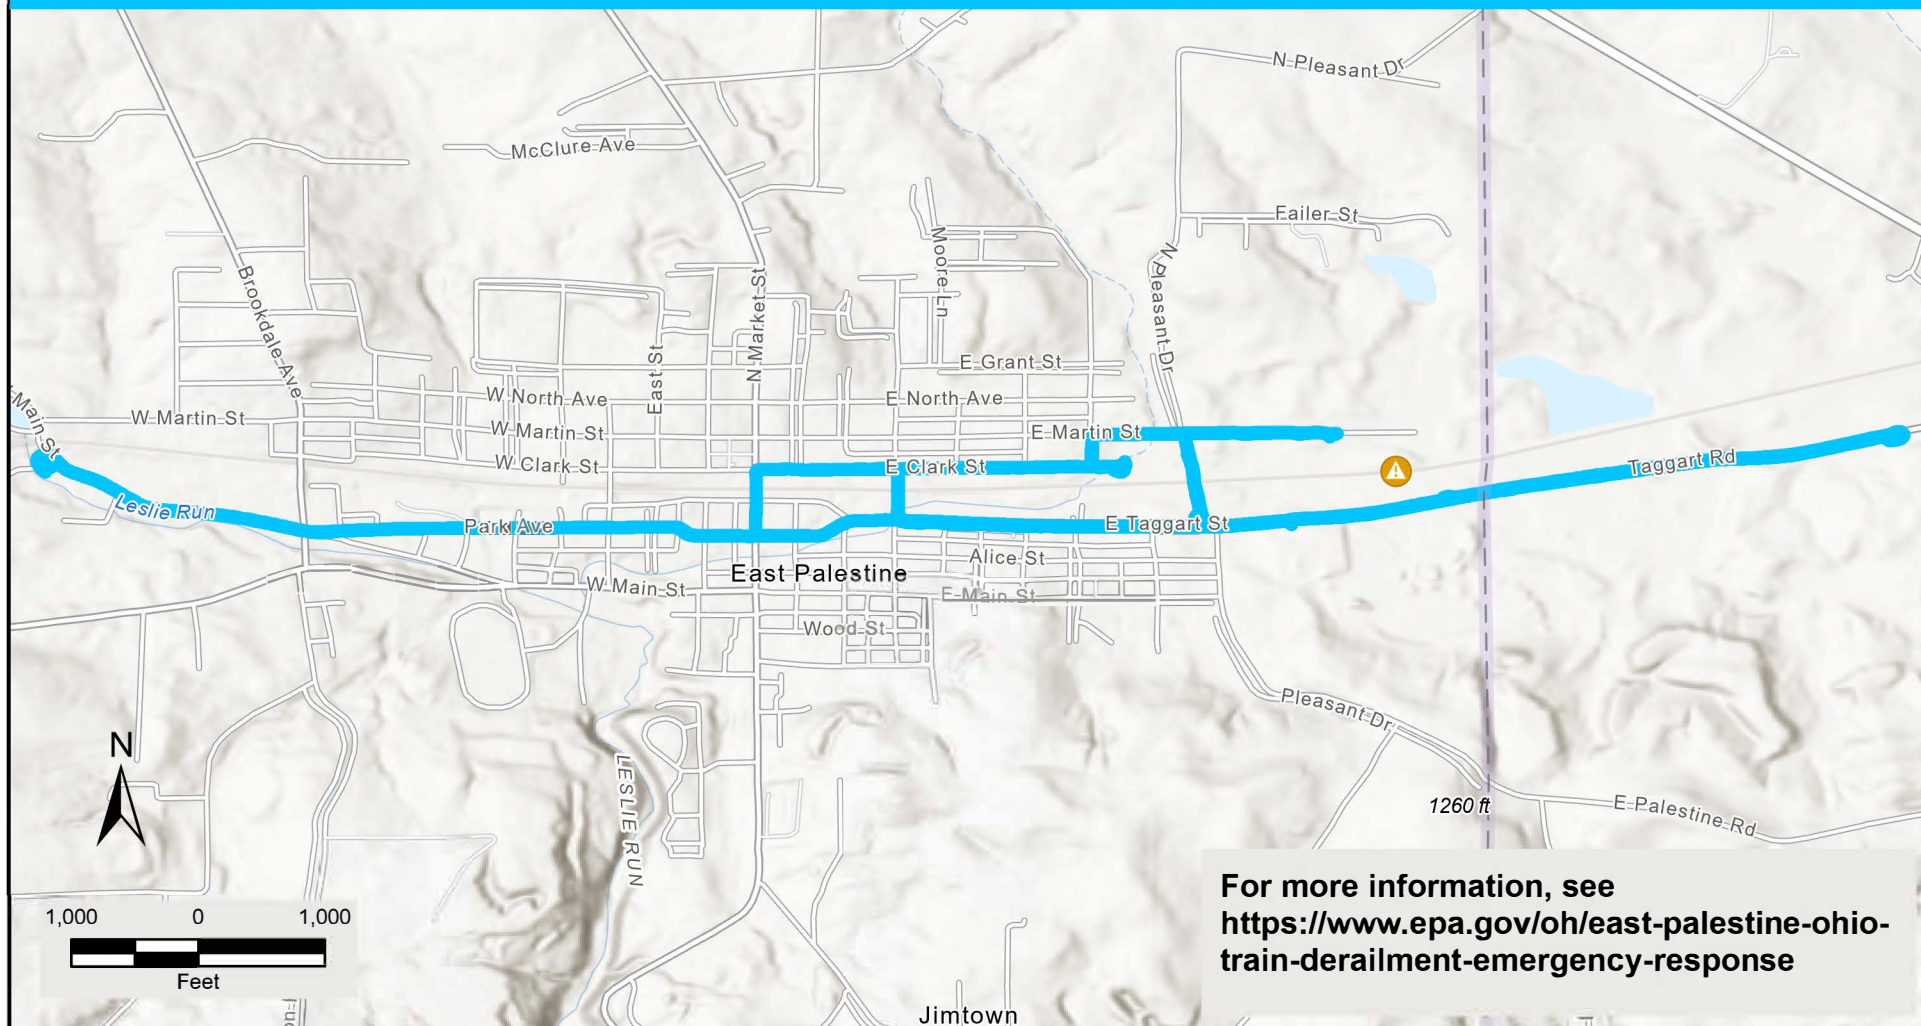 N Pleasant Dr
McClure Ave
Failer St
Moore Ln
N Pleasant Dr
Brookdale Ave
N Market St
East St
E Grant St
W North Ave
E North Ave
Main St
W Martin St
W Martin St
E Martin St
W Clark St
E Clark St
Taggart Rd
Leslie Run
Park Ave
E Taggart St
Alice St
East Palestine
W Main St
E Main St
Wood St
Pleasant Dr
N
LESLIE RUN
1260 ft
E Palestine Rd
For more information, see
https://www.epa.gov/oh/east-palestine-ohio-
train-derailment-emergency-response
1,000 0 1,000
Feet
Jimtown